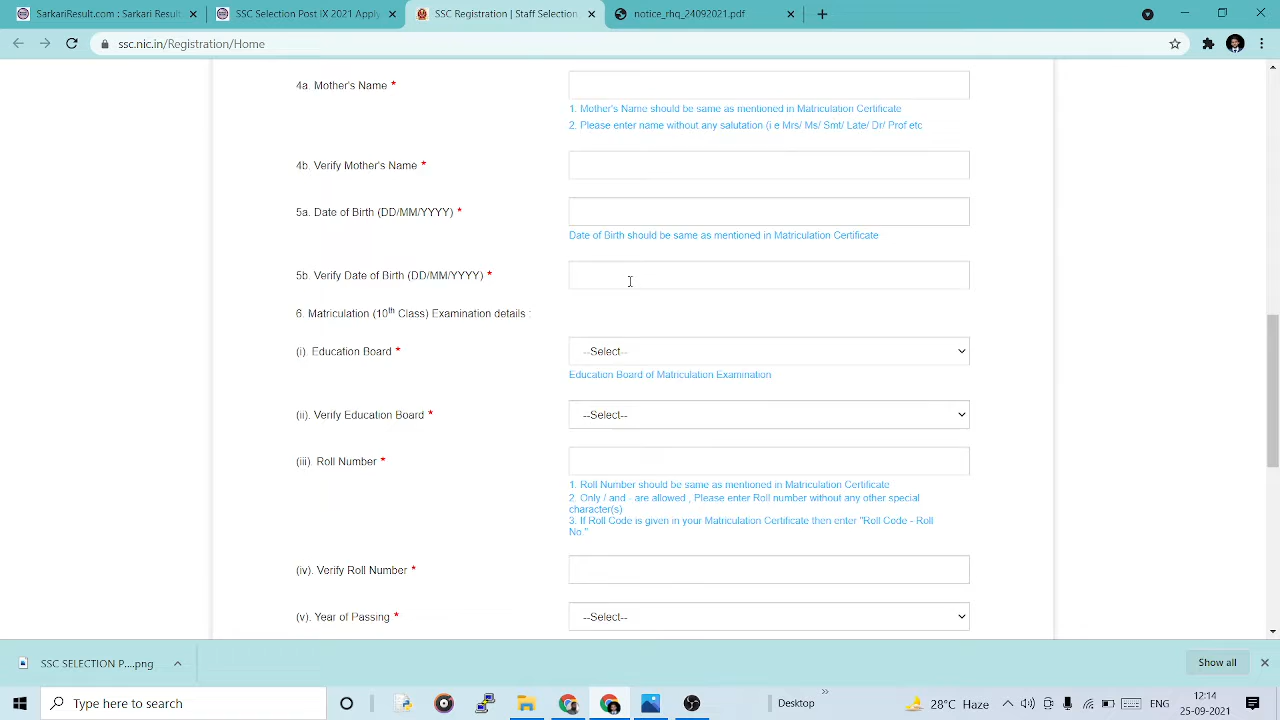 SarkariResult.com : Sarkari Result
SSC Selection Post IX 2021 Apply
SSC Registration | Staff Selection
notice_rhq_24092021.pdf
ssc.nic.in/Registration/Home
4a. Mother's Name *
1. Mother's Name should be same as mentioned in Matriculation Certificate
2. Please enter name without any salutation (i e Mrs/ Ms/ Smt/ Late/ Dr/ Prof etc
4b. Verify Mother's Name *
5a. Date of Birth (DD/MM/YYYY) *
Date of Birth should be same as mentioned in Matriculation Certificate
5b. Verify Date of Birth (DD/MM/YYYY) *
6. Matriculation (10th Class) Examination details :
(i). Education Board *
--Select--
Education Board of Matriculation Examination
(ii). Verify Education Board *
--Select--
(iii). Roll Number *
1. Roll Number should be same as mentioned in Matriculation Certificate
2. Only / and - are allowed , Please enter Roll number without any other special
character(s)
3. If Roll Code is given in your Matriculation Certificate then enter "Roll Code - Roll
No."
(iv). Verify Roll Number *
(v). Year of Passing *
--Select--
SSC SELECTION P....png
Show all
Type here to search
Desktop
28°C Haze
ENG
12:14
25-09-2021